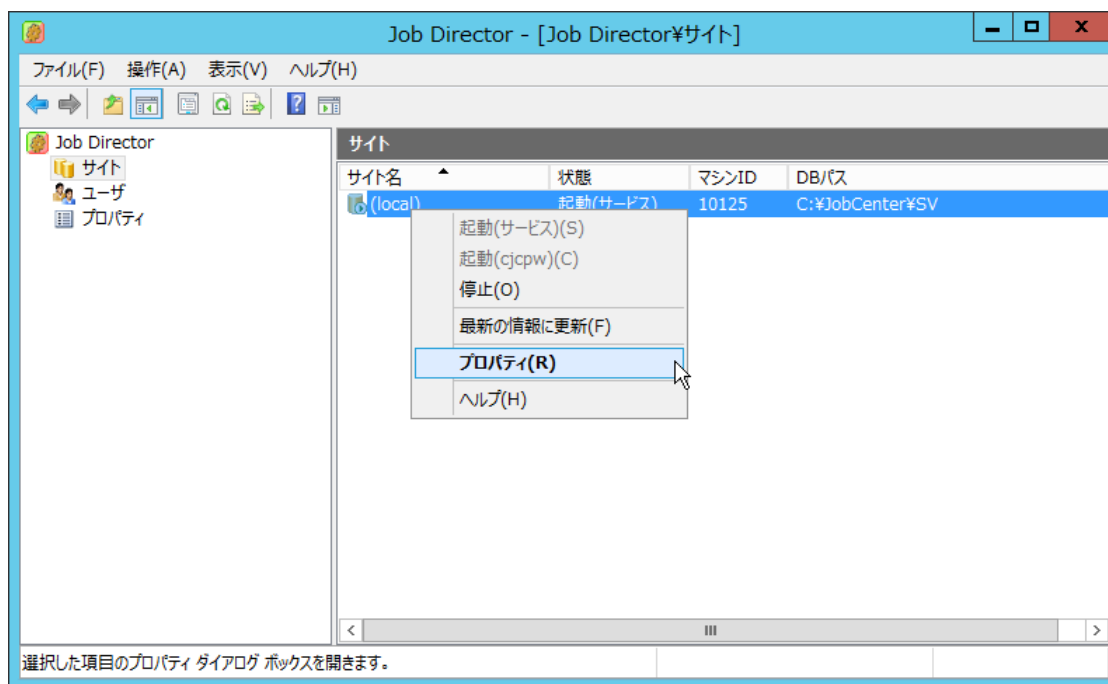 Job Director - [Job Director¥サイト]
ファイル(F) 操作(A) 表示(V) ヘルプ(H)
Job Director
サイト
ユーザ
プロパティ
サイト
サイト名 状態 マシンID DBパス
(local) 起動(サービス) 10125 C:¥JobCenter¥SV
起動(サービス)(S)
起動(cjcpw)(C)
停止(O)
最新の情報に更新(F)
プロパティ(R)
ヘルプ(H)
選択した項目のプロパティ ダイアログ ボックスを開きます。